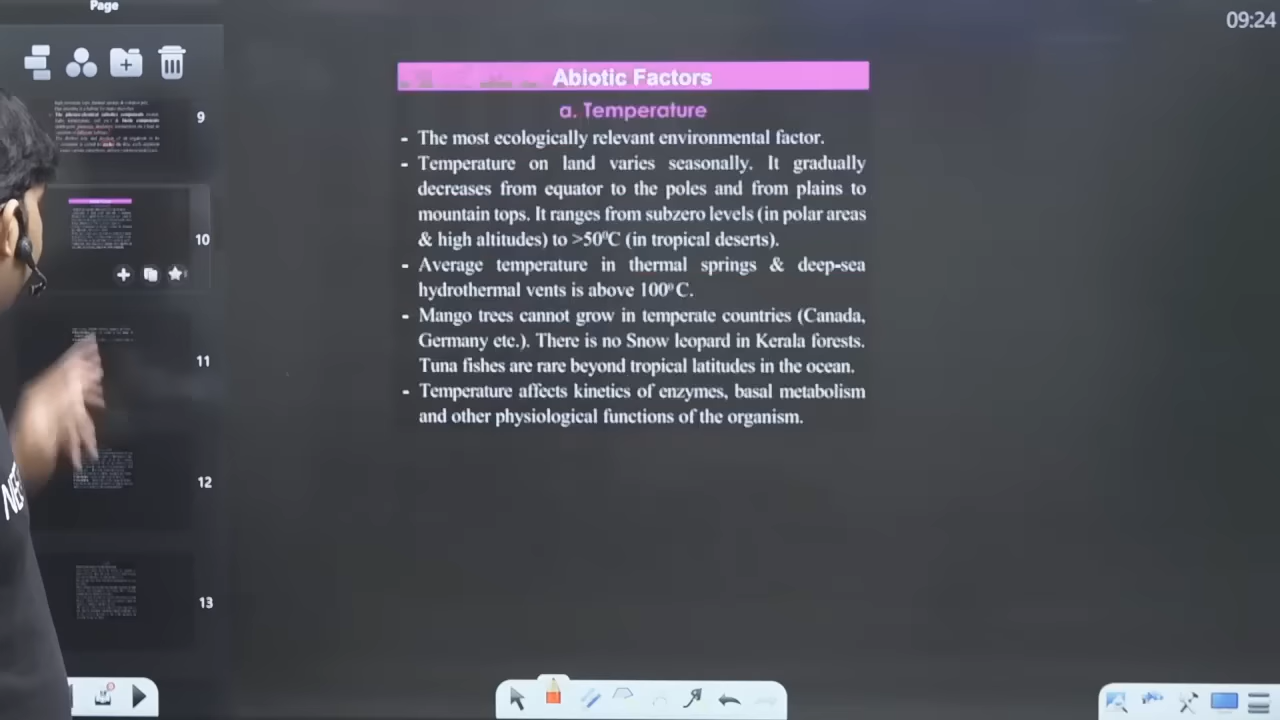 Page
09:24
9
10
11
12
13
Abiotic Factors
a. Temperature
- The most ecologically relevant environmental factor.
- Temperature on land varies seasonally. It gradually
decreases from equator to the poles and from plains to
mountain tops. It ranges from subzero levels (in polar areas
& high altitudes) to >50⁰C (in tropical deserts).
- Average temperature in thermal springs & deep-sea
hydrothermal vents is above 100⁰ C.
- Mango trees cannot grow in temperate countries (Canada,
Germany etc.). There is no Snow leopard in Kerala forests.
Tuna fishes are rare beyond tropical latitudes in the ocean.
- Temperature affects kinetics of enzymes, basal metabolism
and other physiological functions of the organism.